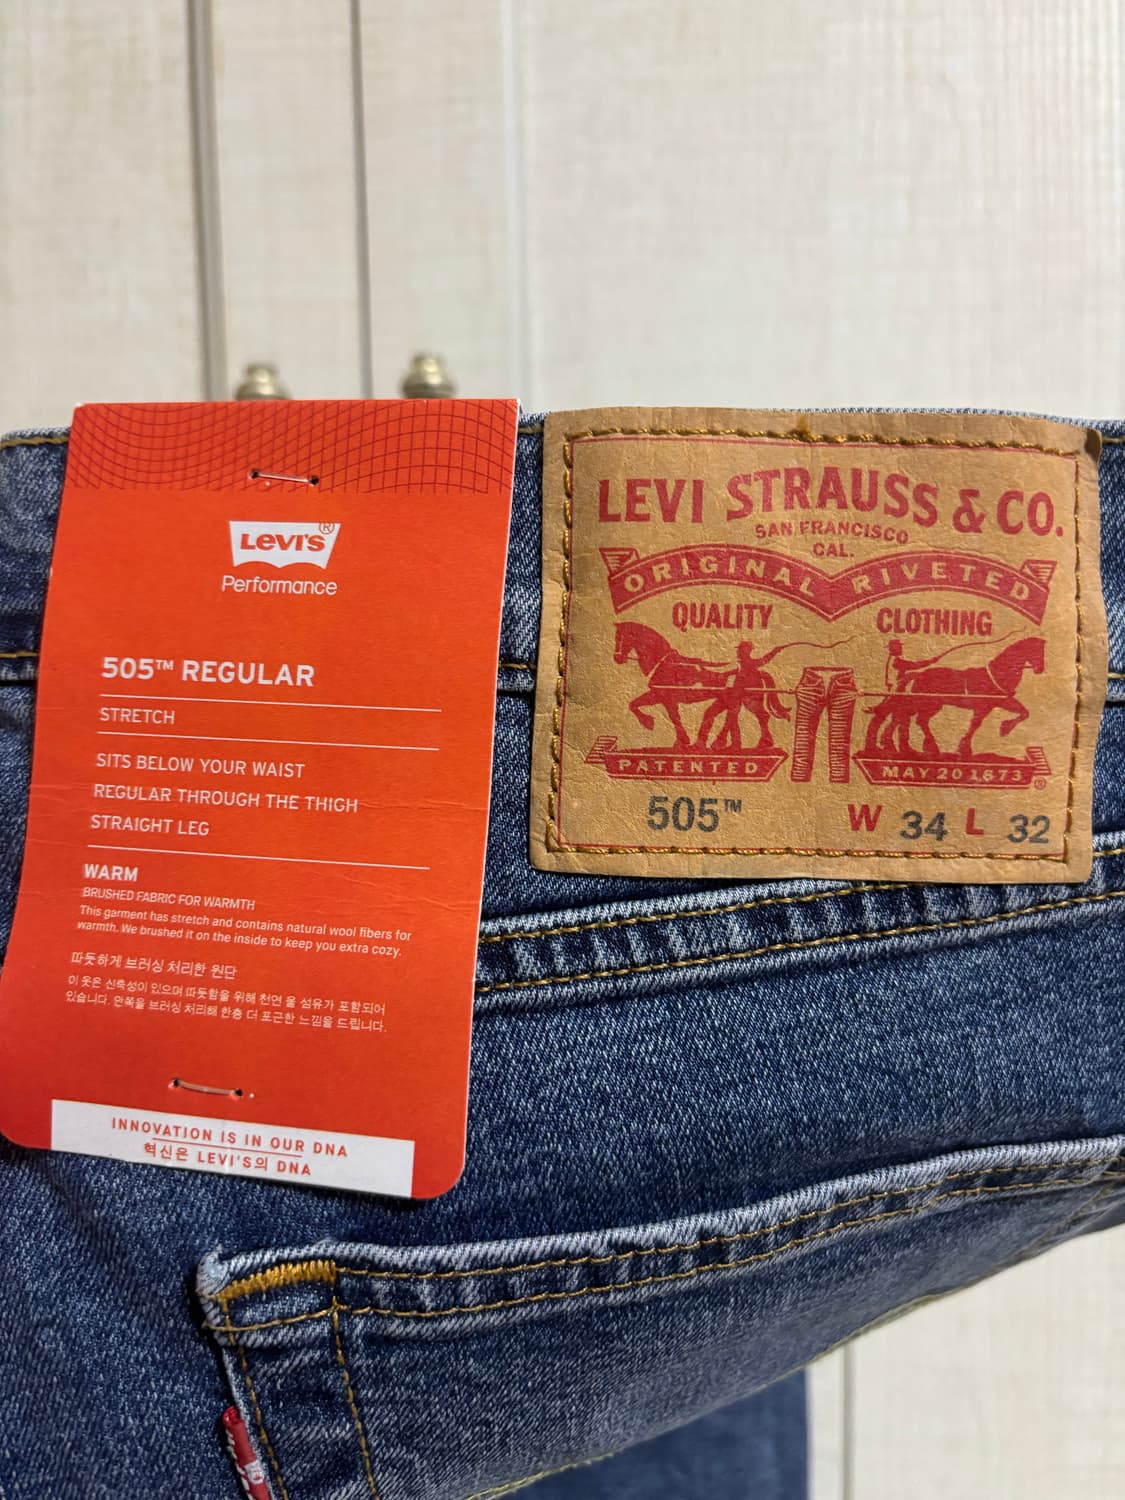 LEVI'S®
Performance
505™ REGULAR
STRETCH
SITS BELOW YOUR WAIST
REGULAR THROUGH THE THIGH
STRAIGHT LEG
WARM
BRUSHED FABRIC FOR WARMTH
This garment has stretch and contains natural wool fibers for
warmth. We brushed it on the inside to keep you extra cozy.
따듯하게 브러싱 처리한 원단
이 옷은 신축성이 있으며 따듯함을 위해 천연 울 섬유가 포함되어
있습니다. 안쪽을 브러싱 처리해 한층 더 포근한 느낌을 드립니다.
INNOVATION IS IN OUR DNA
혁신은 LEVI'S의 DNA
LEVI STRAUSS & CO.
SAN FRANCISCO
CAL.
ORIGINAL RIVETED
QUALITY CLOTHING
PATENTED MAY 20 1873 ®
505™ W 34 L 32